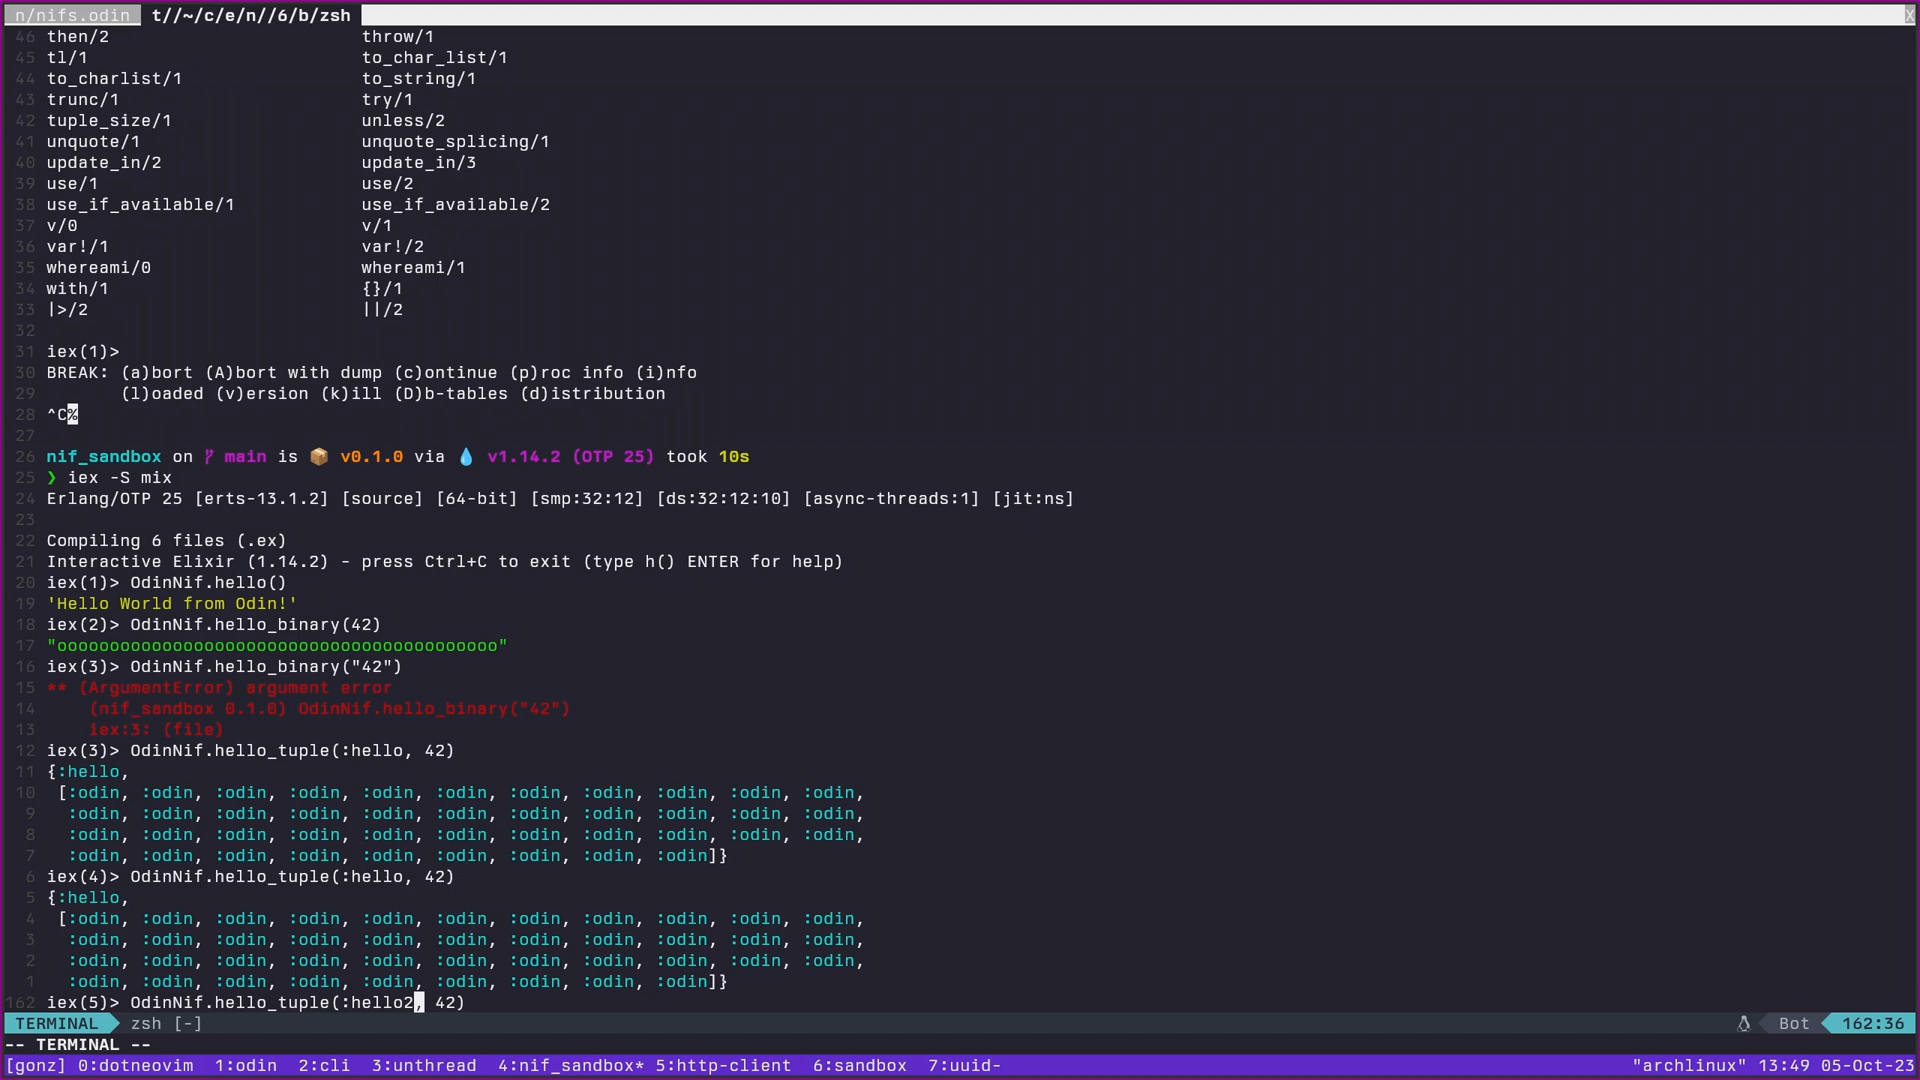 n/nifs.odin  t//~/c/e/n//6/b/zsh X
46 then/2                        throw/1
45 tl/1                          to_char_list/1
44 to_charlist/1                 to_string/1
43 trunc/1                       try/1
42 tuple_size/1                  unless/2
41 unquote/1                     unquote_splicing/1
40 update_in/2                   update_in/3
39 use/1                         use/2
38 use_if_available/1            use_if_available/2
37 v/0                           v/1
36 var!/1                        var!/2
35 whereami/0                    whereami/1
34 with/1                        {}/1
33 |>/2                          ||/2
32
31 iex(1)>
30 BREAK: (a)bort (A)bort with dump (c)ontinue (p)roc info (i)nfo
29        (l)oaded (v)ersion (k)ill (D)b-tables (d)istribution
28 ^C%
27
26 nif_sandbox on main is 📦 v0.1.0 via 💧 v1.14.2 (OTP 25) took 10s
25 ❯ iex -S mix
24 Erlang/OTP 25 [erts-13.1.2] [source] [64-bit] [smp:32:12] [ds:32:12:10] [async-threads:1] [jit:ns]
23
22 Compiling 6 files (.ex)
21 Interactive Elixir (1.14.2) - press Ctrl+C to exit (type h() ENTER for help)
20 iex(1)> OdinNif.hello()
19 'Hello World from Odin!'
18 iex(2)> OdinNif.hello_binary(42)
17 "oooooooooooooooooooooooooooooooooooooooooo"
16 iex(3)> OdinNif.hello_binary("42")
15 ** (ArgumentError) argument error
14     (nif_sandbox 0.1.0) OdinNif.hello_binary("42")
13     iex:3: (file)
12 iex(3)> OdinNif.hello_tuple(:hello, 42)
11 {:hello,
10  [:odin, :odin, :odin, :odin, :odin, :odin, :odin, :odin, :odin, :odin, :odin,
9   :odin, :odin, :odin, :odin, :odin, :odin, :odin, :odin, :odin, :odin, :odin,
8   :odin, :odin, :odin, :odin, :odin, :odin, :odin, :odin, :odin, :odin, :odin,
7   :odin, :odin, :odin, :odin, :odin, :odin, :odin, :odin, :odin]}
6 iex(4)> OdinNif.hello_tuple(:hello, 42)
5 {:hello,
4  [:odin, :odin, :odin, :odin, :odin, :odin, :odin, :odin, :odin, :odin, :odin,
3   :odin, :odin, :odin, :odin, :odin, :odin, :odin, :odin, :odin, :odin, :odin,
2   :odin, :odin, :odin, :odin, :odin, :odin, :odin, :odin, :odin, :odin, :odin,
1   :odin, :odin, :odin, :odin, :odin, :odin, :odin, :odin, :odin]}
162 iex(5)> OdinNif.hello_tuple(:hello2, 42)
TERMINAL zsh [-] Bot 162:36
-- TERMINAL --
[gonz] 0:dotneovim  1:odin  2:cli  3:unthread  4:nif_sandbox* 5:http-client  6:sandbox  7:uuid- "archlinux" 13:49 05-Oct-23